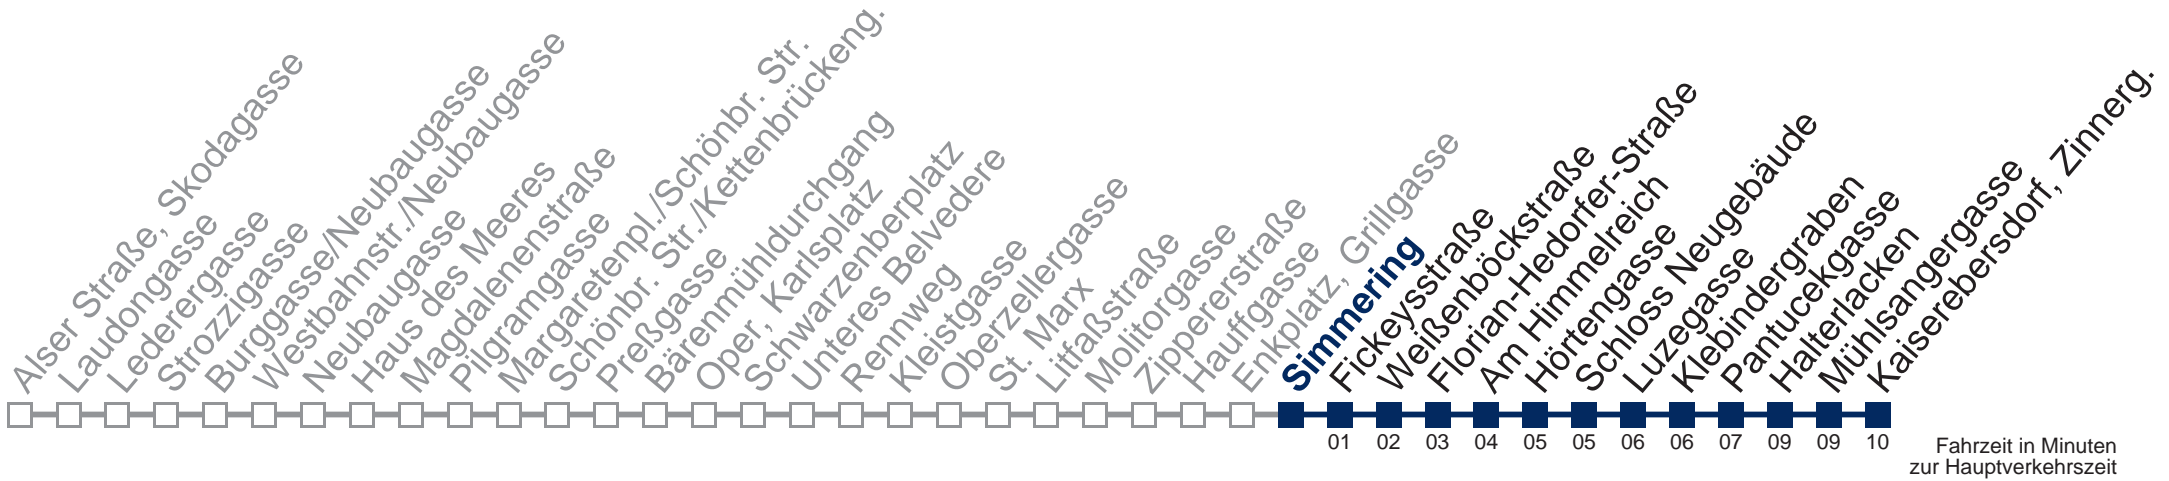 Alser Straße, Skodagasse
Laudongasse
Lederergasse
Strozzigasse
Burggasse/Neubaugasse
Westbahnstr./Neubaugasse
Neubaugasse
Haus des Meeres
Magdalenenstraße
Pilgramgasse
Margaretenpl./Schönbr. Str.
Schönbr. Str./Kettenbrückeng.
Preßgasse
Bärenmühldurchgang
Oper, Karlsplatz
Schwarzenbergplatz
Unteres Belvedere
Rennweg
Kleistgasse
Oberzellergasse
St. Marx
Litfaßstraße
Molitorgasse
Zippererstraße
Hauffgasse
Enkplatz, Grillgasse
Simmering
Fickeysstraße
Weißenböckstraße
Florian-Hedorfer-Straße
Am Himmelreich
Hörtengasse
Schloss Neugebäude
Luzegasse
Klebindergraben
Pantucekgasse
Halterlacken
Mühlsangergasse
Kaiserebersdorf, Zinnerg.
01 02 03 04 05 05 06 06 07 09 09 10
Fahrzeit in Minuten
zur Hauptverkehrszeit